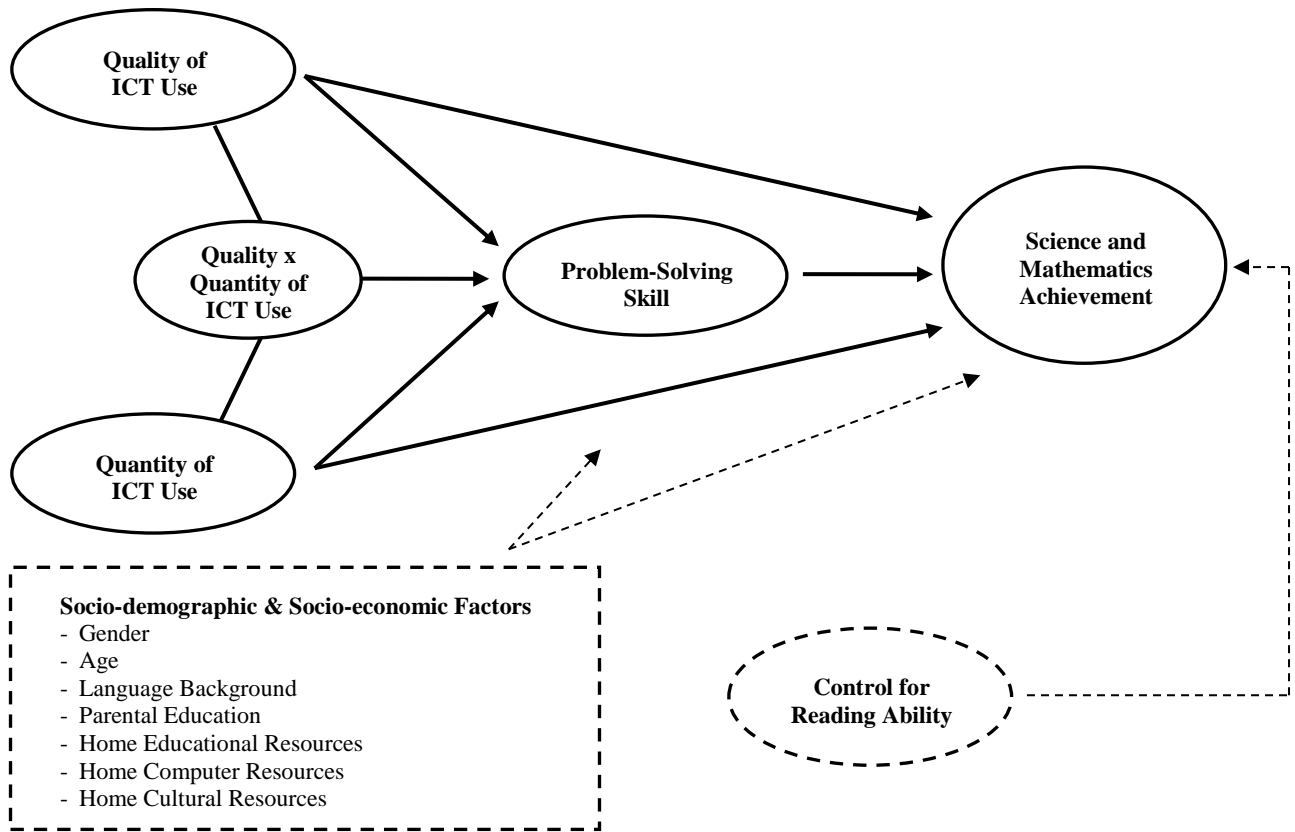 Quality of
ICT Use
Quality x
Quantity of
ICT Use
Problem-Solving
Skill
Science and
Mathematics
Achievement
Quantity of
ICT Use
Socio-demographic & Socio-economic Factors
- Gender
- Age
- Language Background
- Parental Education
- Home Educational Resources
- Home Computer Resources
- Home Cultural Resources
Control for
Reading Ability